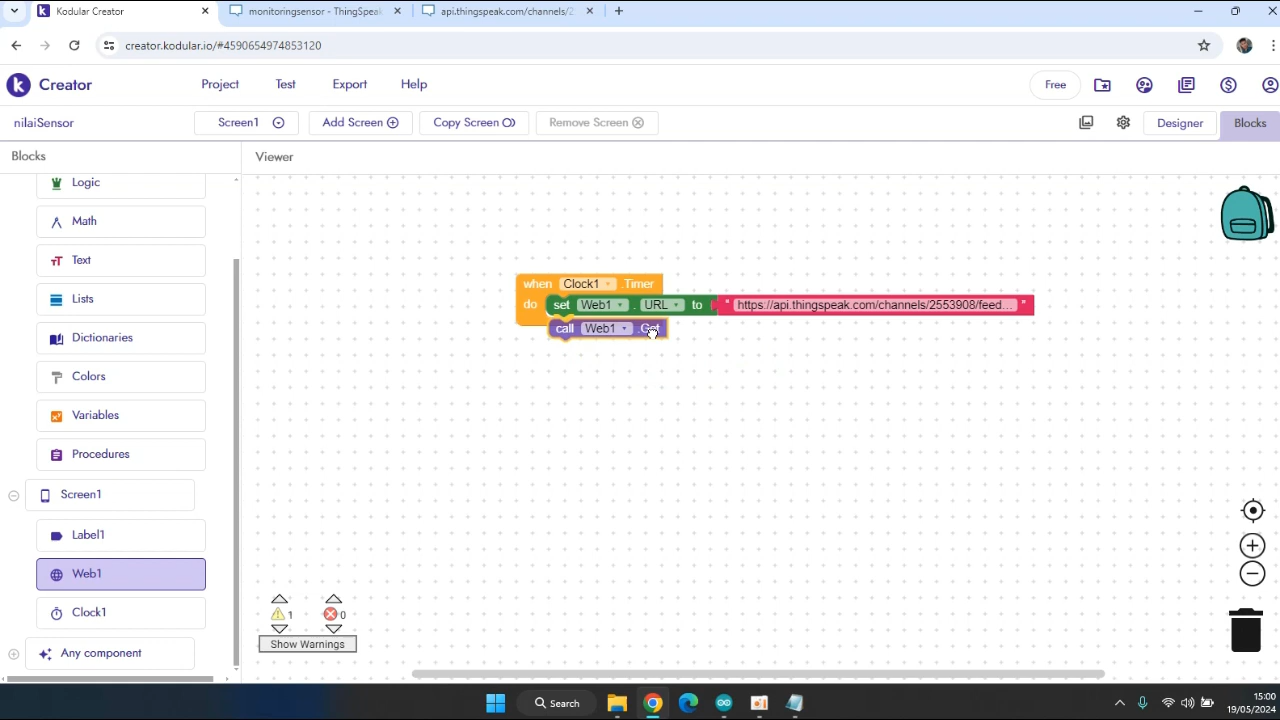 Kodular Creator
monitoringsensor - ThingSpeak
api.thingspeak.com/channels/2
creator.kodular.io/#4590654974853120
Creator
Project
Test
Export
Help
Free
nilaiSensor
Screen1
Add Screen
Copy Screen
Remove Screen
Designer
Blocks
Blocks
Viewer
Logic
Math
Text
Lists
Dictionaries
Colors
Variables
Procedures
Screen1
Label1
Web1
Clock1
Any component
when Clock1 .Timer
do set Web1 . URL to " https://api.thingspeak.com/channels/2553908/feed... "
call Web1 .Get
1 0
Show Warnings
Search
15:00
19/05/2024